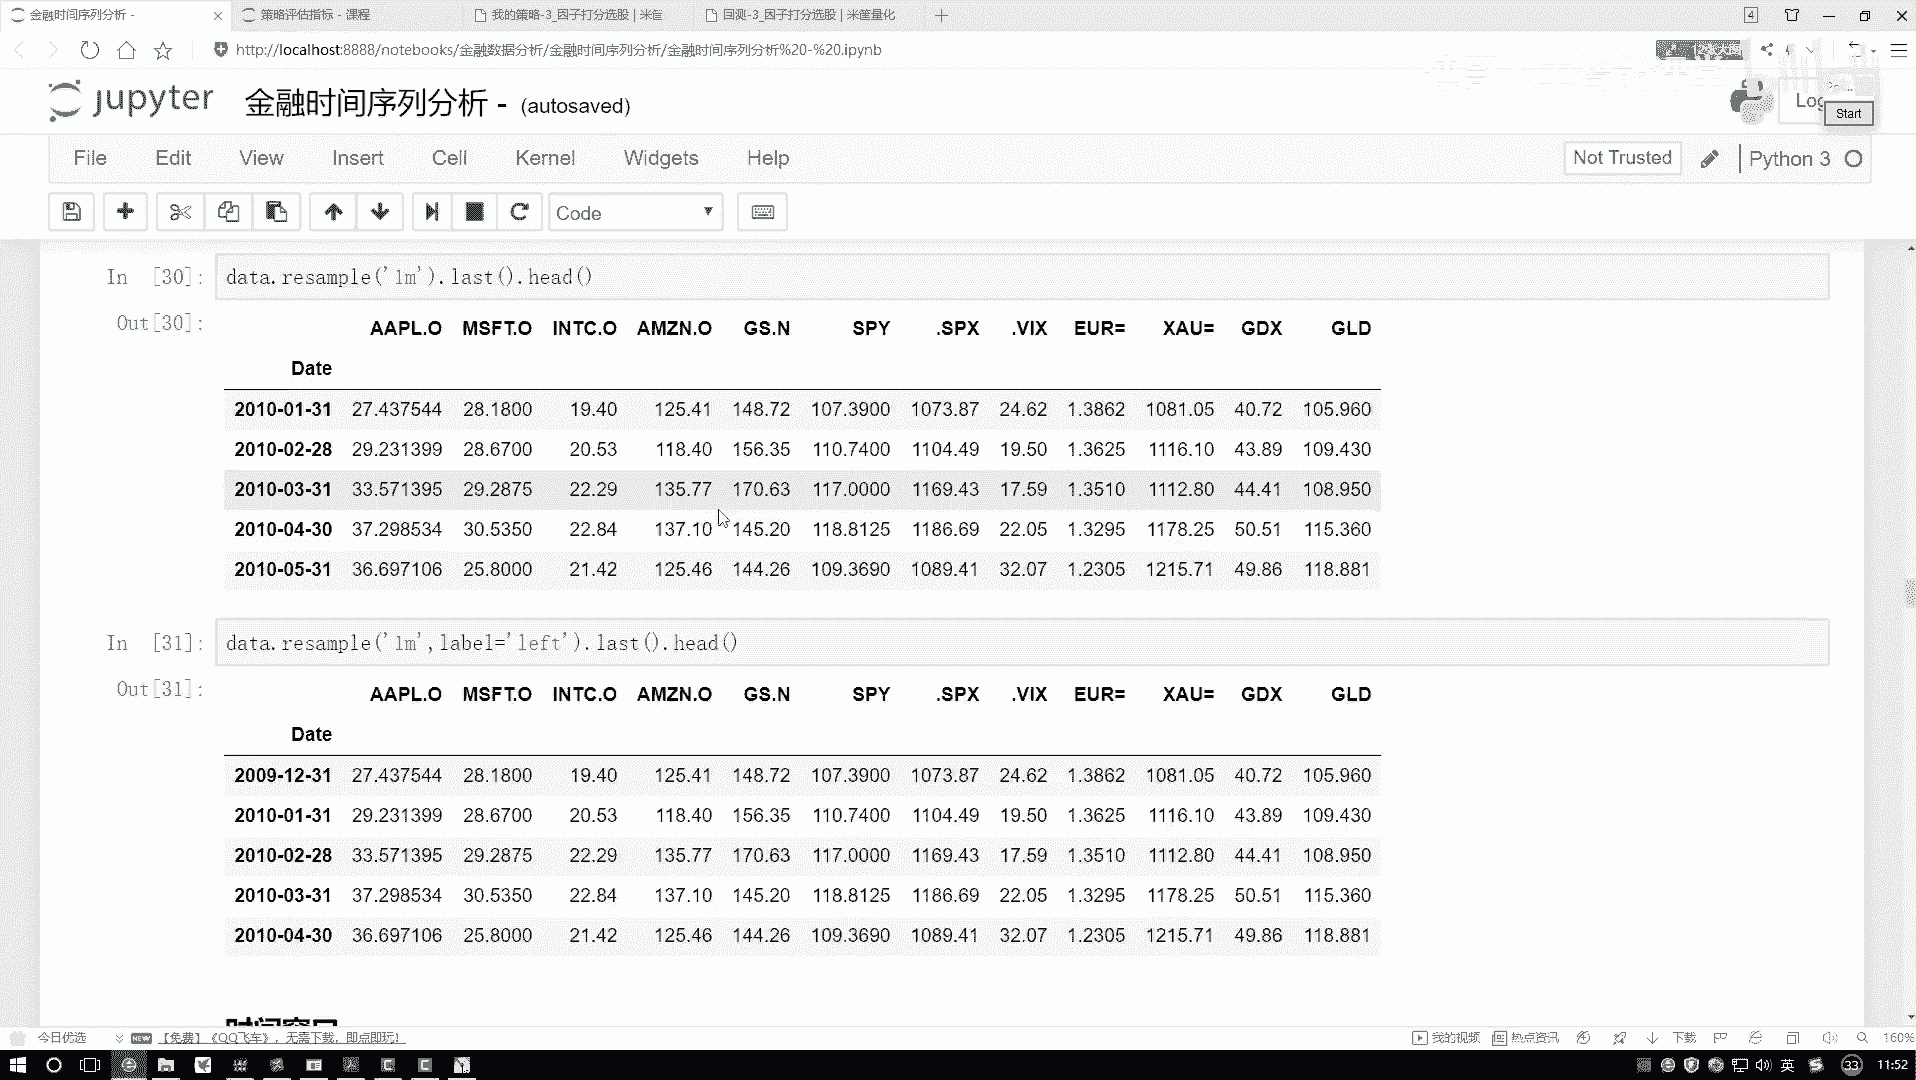 金融时间序列分析 -
策略评估指标 - 课程
我的策略-3_因子打分选股 | 米筐
回测-3_因子打分选股 | 米筐量化
4
http://localhost:8888/notebooks/金融数据分析/金融时间序列分析/金融时间序列分析%20-%20.ipynb
jupyter 金融时间序列分析 - (autosaved)
Start
File Edit View Insert Cell Kernel Widgets Help
Not Trusted
Python 3
Code
In [30]: data.resample('1m').last().head()
Out[30]:
AAPL.O MSFT.O INTC.O AMZN.O GS.N SPY .SPX .VIX EUR= XAU= GDX GLD
Date
2010-01-31 27.437544 28.1800 19.40 125.41 148.72 107.3900 1073.87 24.62 1.3862 1081.05 40.72 105.960
2010-02-28 29.231399 28.6700 20.53 118.40 156.35 110.7400 1104.49 19.50 1.3625 1116.10 43.89 109.430
2010-03-31 33.571395 29.2875 22.29 135.77 170.63 117.0000 1169.43 17.59 1.3510 1112.80 44.41 108.950
2010-04-30 37.298534 30.5350 22.84 137.10 145.20 118.8125 1186.69 22.05 1.3295 1178.25 50.51 115.360
2010-05-31 36.697106 25.8000 21.42 125.46 144.26 109.3690 1089.41 32.07 1.2305 1215.71 49.86 118.881
In [31]: data.resample('1m',label='left').last().head()
Out[31]:
AAPL.O MSFT.O INTC.O AMZN.O GS.N SPY .SPX .VIX EUR= XAU= GDX GLD
Date
2009-12-31 27.437544 28.1800 19.40 125.41 148.72 107.3900 1073.87 24.62 1.3862 1081.05 40.72 105.960
2010-01-31 29.231399 28.6700 20.53 118.40 156.35 110.7400 1104.49 19.50 1.3625 1116.10 43.89 109.430
2010-02-28 33.571395 29.2875 22.29 135.77 170.63 117.0000 1169.43 17.59 1.3510 1112.80 44.41 108.950
2010-03-31 37.298534 30.5350 22.84 137.10 145.20 118.8125 1186.69 22.05 1.3295 1178.25 50.51 115.360
2010-04-30 36.697106 25.8000 21.42 125.46 144.26 109.3690 1089.41 32.07 1.2305 1215.71 49.86 118.881
今日优选
NEW 【免费】《QQ飞车》，无需下载，即点即玩！
我的视频 热点资讯 下载 160%
英 33 11:52